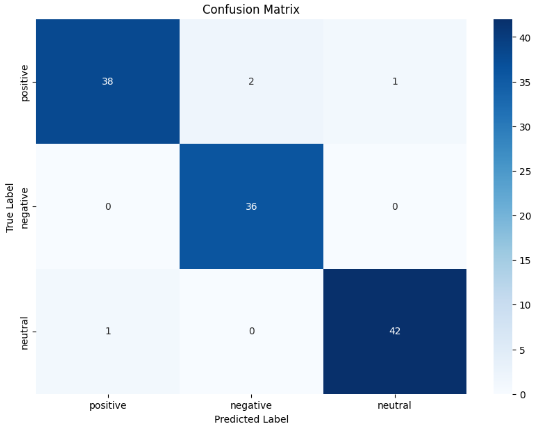 Confusion Matrix
positive
38
2
1
True Label
negative
0
36
0
neutral
1
0
42
positive
negative
neutral
Predicted Label
40
35
30
25
20
15
10
5
0